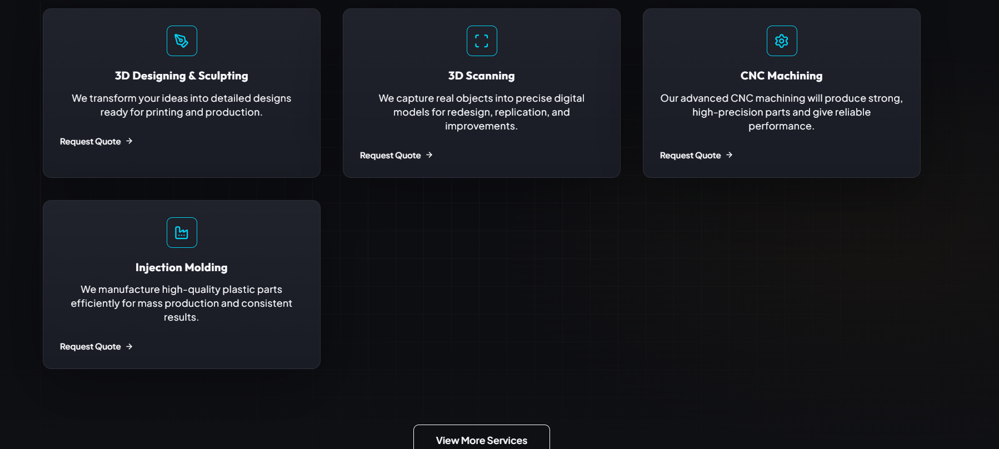 3D Designing & Sculpting
We transform your ideas into detailed designs
ready for printing and production.
Request Quote →
3D Scanning
We capture real objects into precise digital
models for redesign, replication, and
improvements.
Request Quote →
CNC Machining
Our advanced CNC machining will produce strong,
high-precision parts and give reliable
performance.
Request Quote →
Injection Molding
We manufacture high-quality plastic parts
efficiently for mass production and consistent
results.
Request Quote →
View More Services